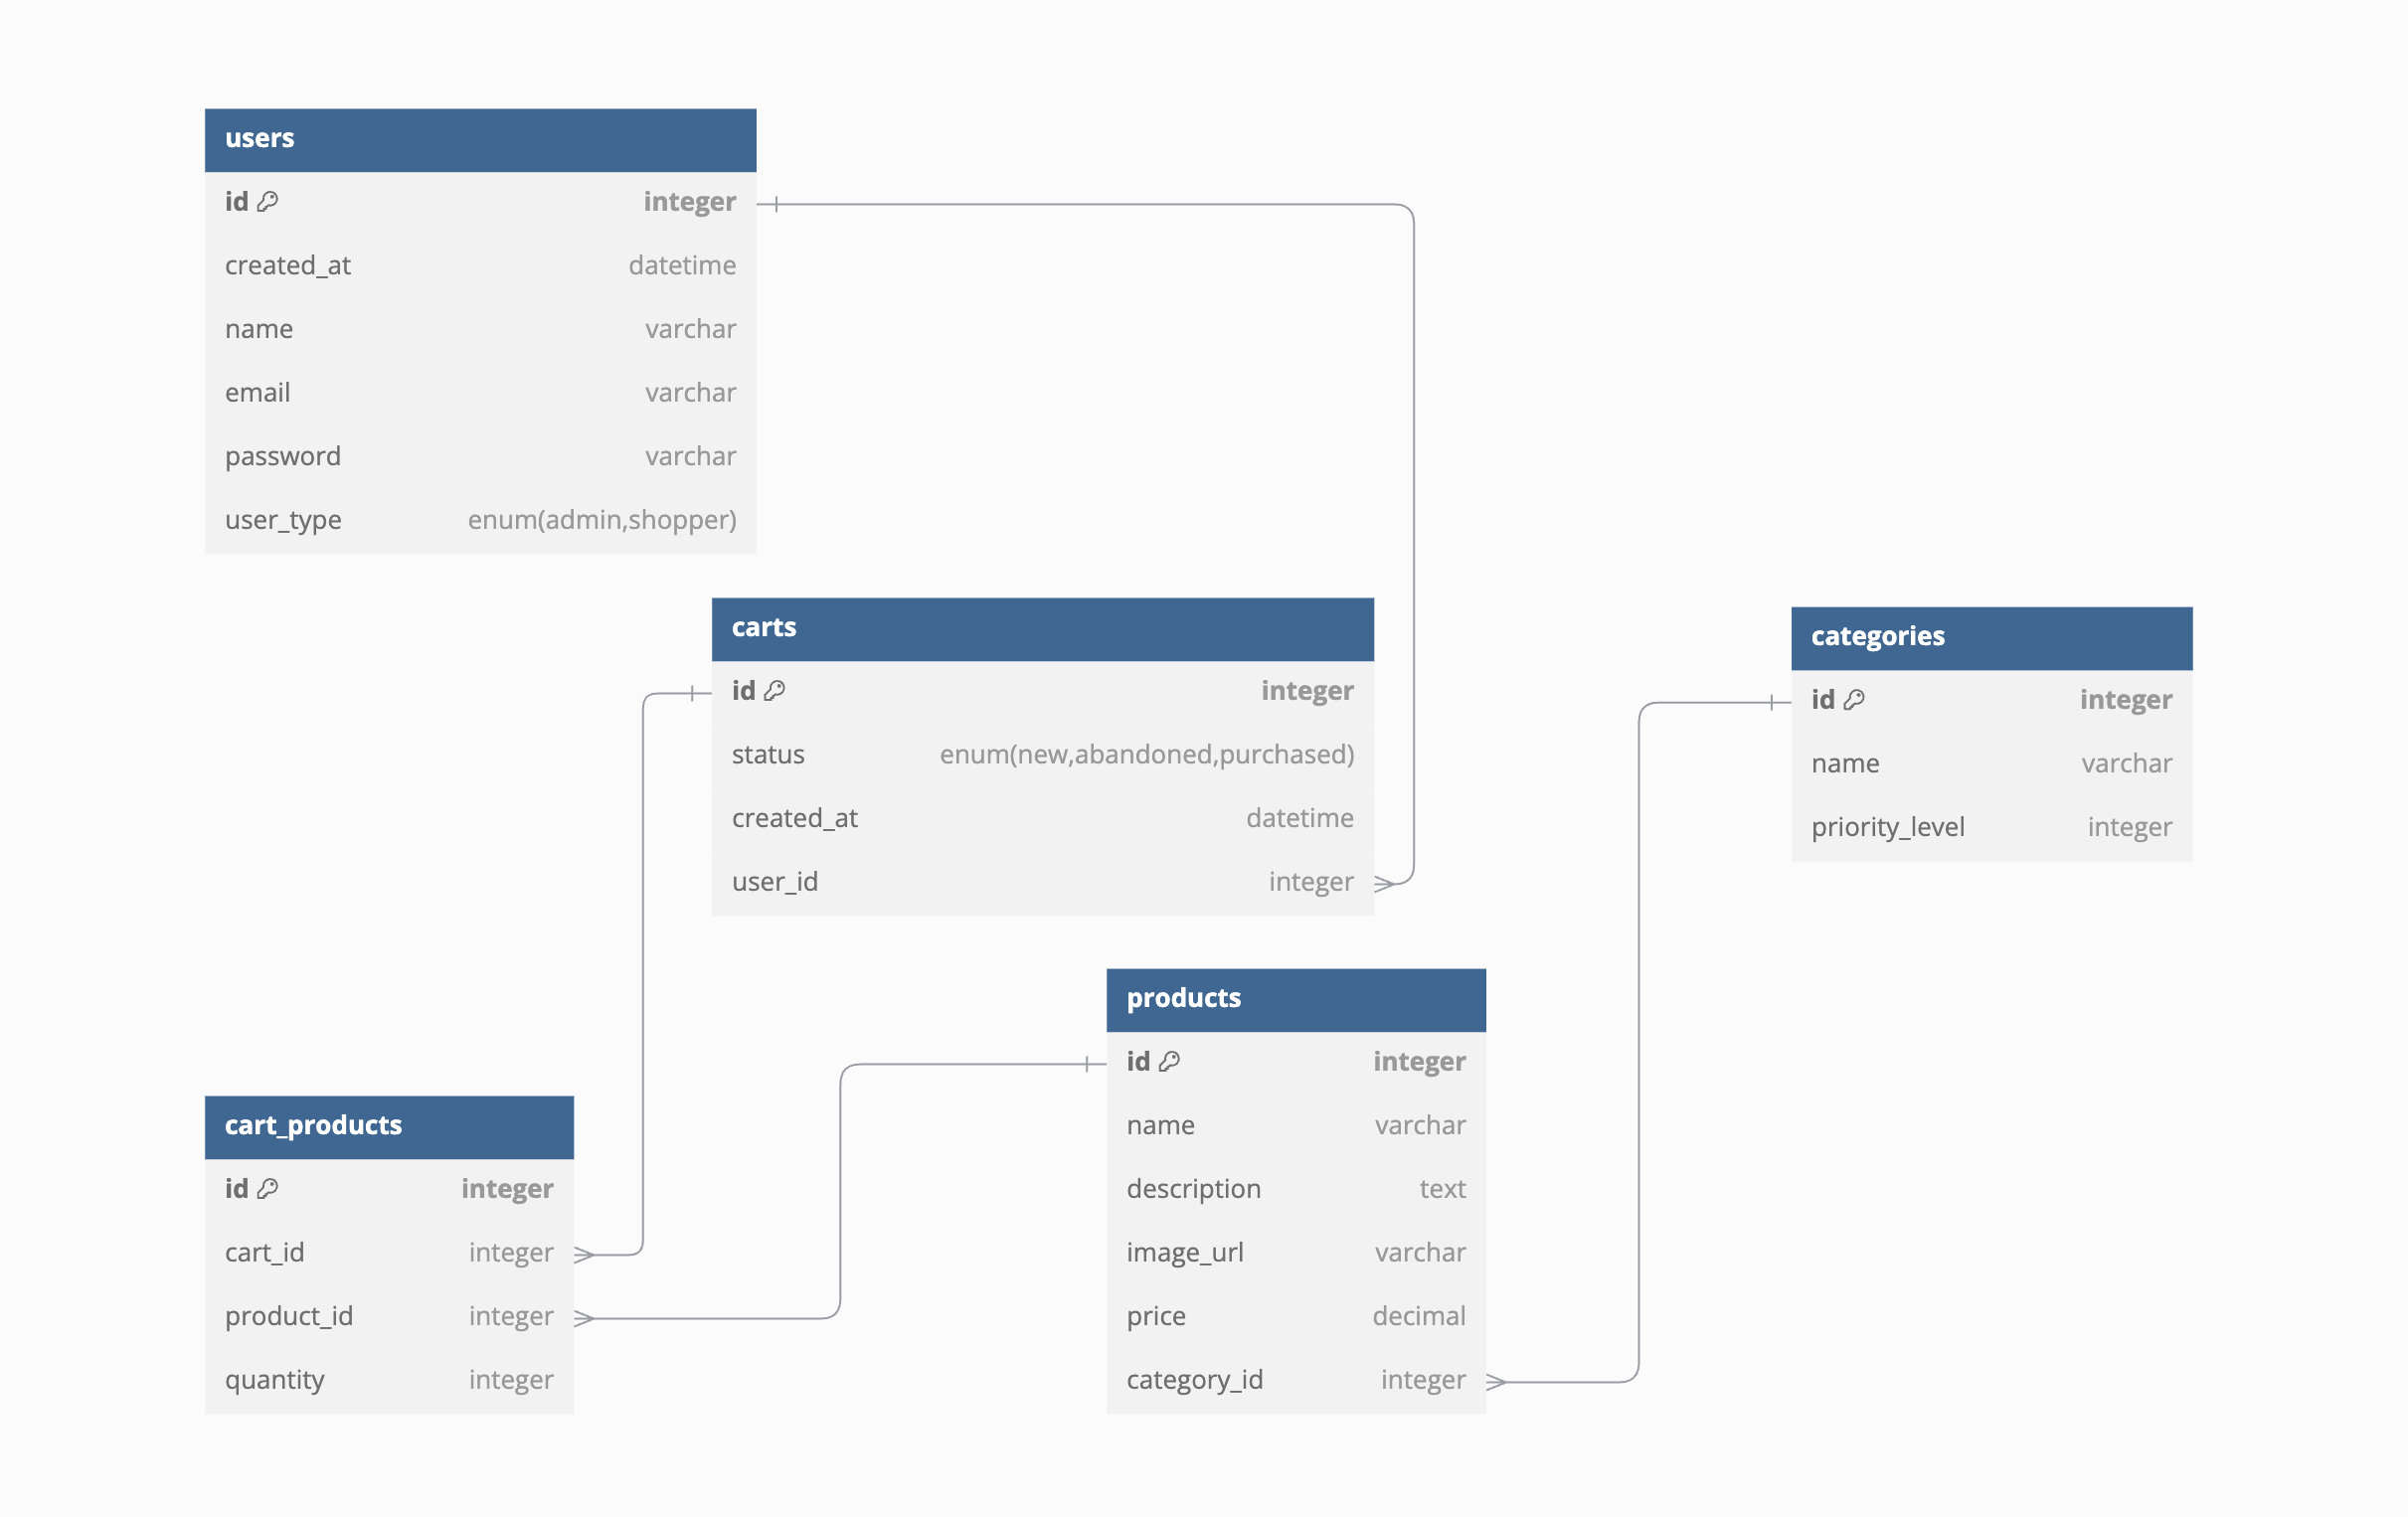 users
id integer
created_at datetime
name varchar
email varchar
password varchar
user_type enum(admin,shopper)
carts
id integer
status enum(new,abandoned,purchased)
created_at datetime
user_id integer
categories
id integer
name varchar
priority_level integer
products
id integer
name varchar
description text
image_url varchar
price decimal
category_id integer
cart_products
id integer
cart_id integer
product_id integer
quantity integer